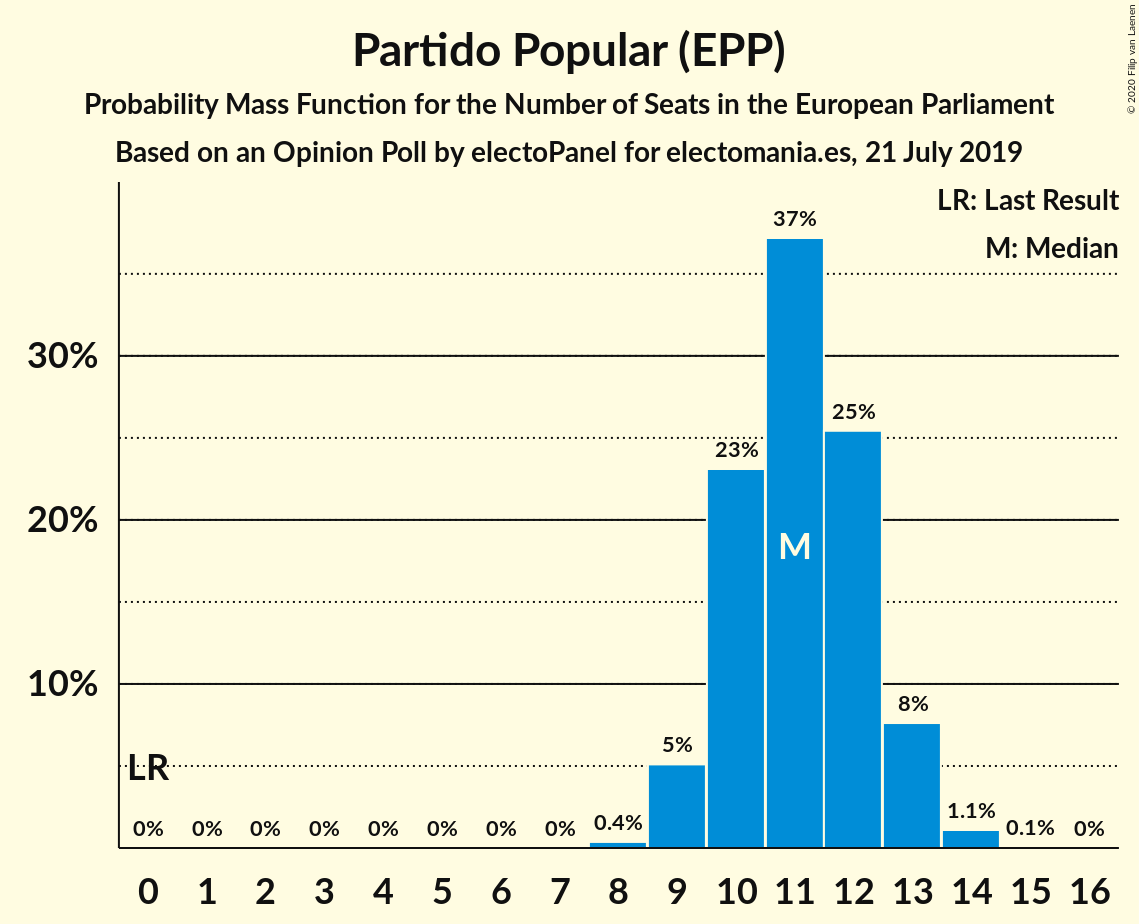 Partido Popular (EPP)
Probability Mass Function for the Number of Seats in the European Parliament
Based on an Opinion Poll by electoPanel for electomania.es, 21 July 2019
© 2020 Filip van Laenen
LR: Last Result
M: Median
30%
20%
10%
37%
25%
23%
M
8%
5%
LR
0% 0% 0% 0% 0% 0% 0% 0% 0.4% 1.1% 0.1% 0%
0 1 2 3 4 5 6 7 8 9 10 11 12 13 14 15 16